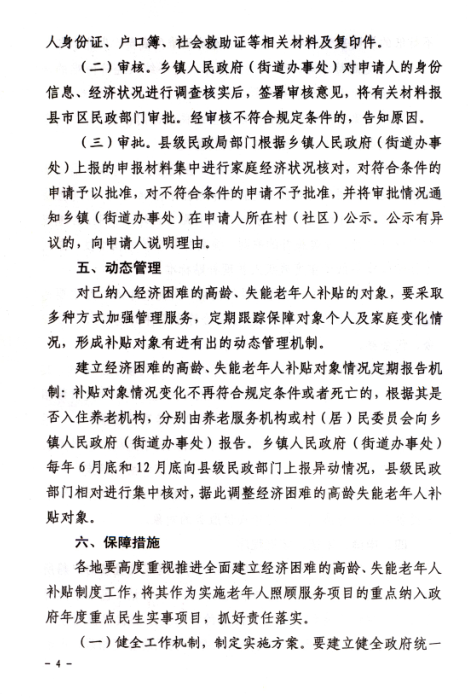 人身份证、户口簿、社会救助证等相关材料及复印件。
（二）审核。乡镇人民政府（街道办事处）对申请人的身份
信息、经济状况进行调查核实后，签署审核意见，将有关材料报
县市区民政部门审批。经审核不符合规定条件的，告知原因。
（三）审批。县级民政局部门根据乡镇人民政府（街道办事
处）上报的申报材料集中进行家庭经济状况核对，对符合条件的
申请予以批准，对不符合条件的申请不予批准，并将审批情况通
知乡镇（街道办事处）在申请人所在村（社区）公示。公示有异
议的，向申请人说明理由。
五、动态管理
对已纳入经济困难的高龄、失能老年人补贴的对象，要采取
多种方式加强管理服务，定期跟踪保障对象个人及家庭变化情
况，形成补贴对象有进有出的动态管理机制。
建立经济困难的高龄、失能老年人补贴对象情况定期报告机
制：补贴对象情况变化不再符合规定条件或者死亡的，根据其是
否入住养老机构，分别由养老服务机构或村（居）民委员会向乡
镇人民政府（街道办事处）报告。乡镇人民政府（街道办事处）
每年 6 月底和 12 月底向县级民政部门上报异动情况，县级民政
部门相对进行集中核对，据此调整经济困难的高龄失能老年人补
贴对象。
六、保障措施
各地要高度重视推进全面建立经济困难的高龄、失能老年人
补贴制度工作，将其作为实施老年人照顾服务项目的重点纳入政
府年度重点民生实事项目，抓好责任落实。
（一）健全工作机制，制定实施方案。要建立健全政府统一
- 4 -